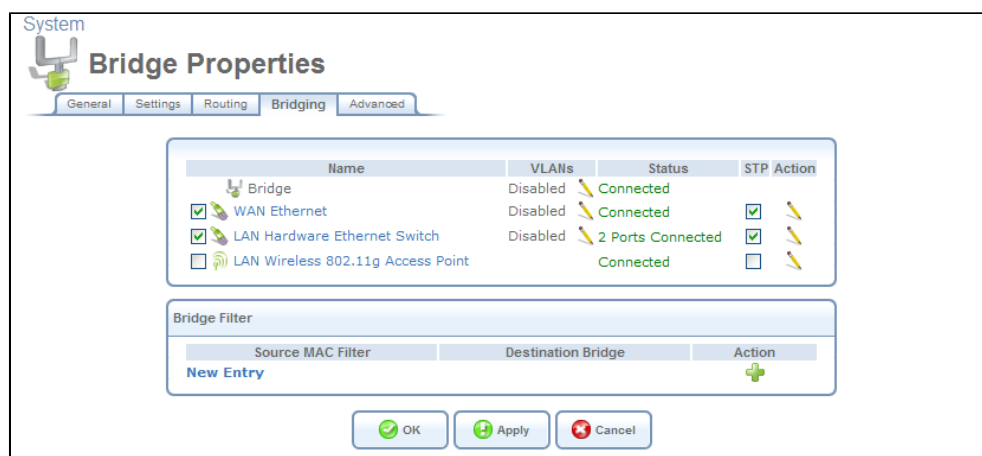 System
Bridge Properties
General Settings Routing Bridging Advanced
Name VLANs Status STP Action
Bridge Disabled Connected
WAN Ethernet Disabled Connected
LAN Hardware Ethernet Switch Disabled 2 Ports Connected
LAN Wireless 802.11g Access Point Connected
Bridge Filter
Source MAC Filter Destination Bridge Action
New Entry
OK Apply Cancel